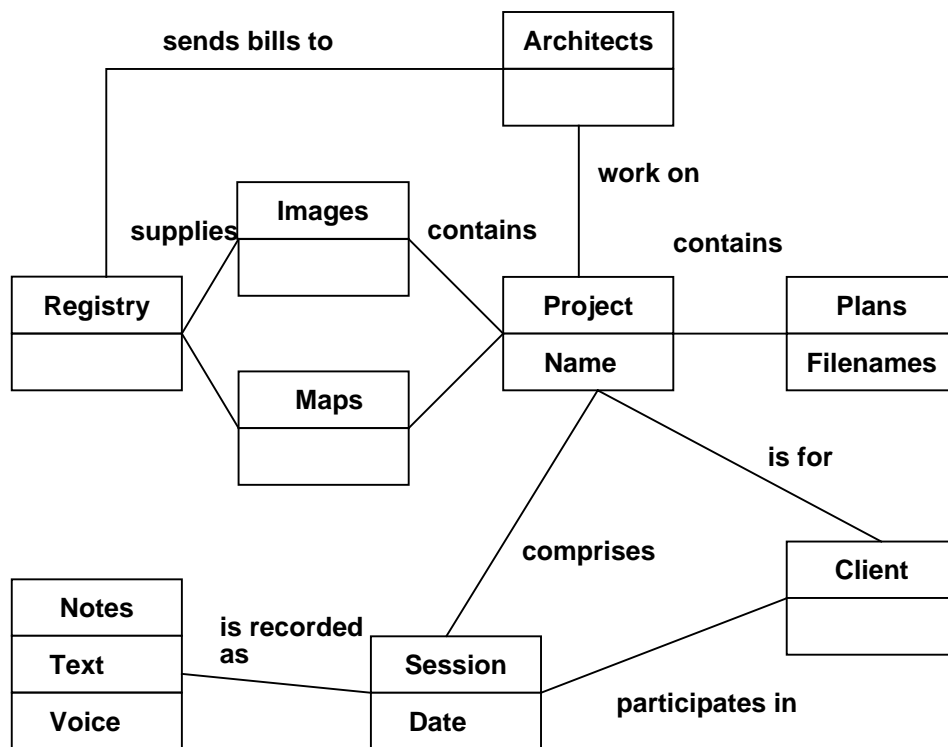 sends bills to
Architects
work on
Images
supplies
contains
contains
Registry
Project
Plans
Name
Filenames
Maps
is for
comprises
Client
Notes
is recorded
as
Text
Session
Voice
Date
participates in